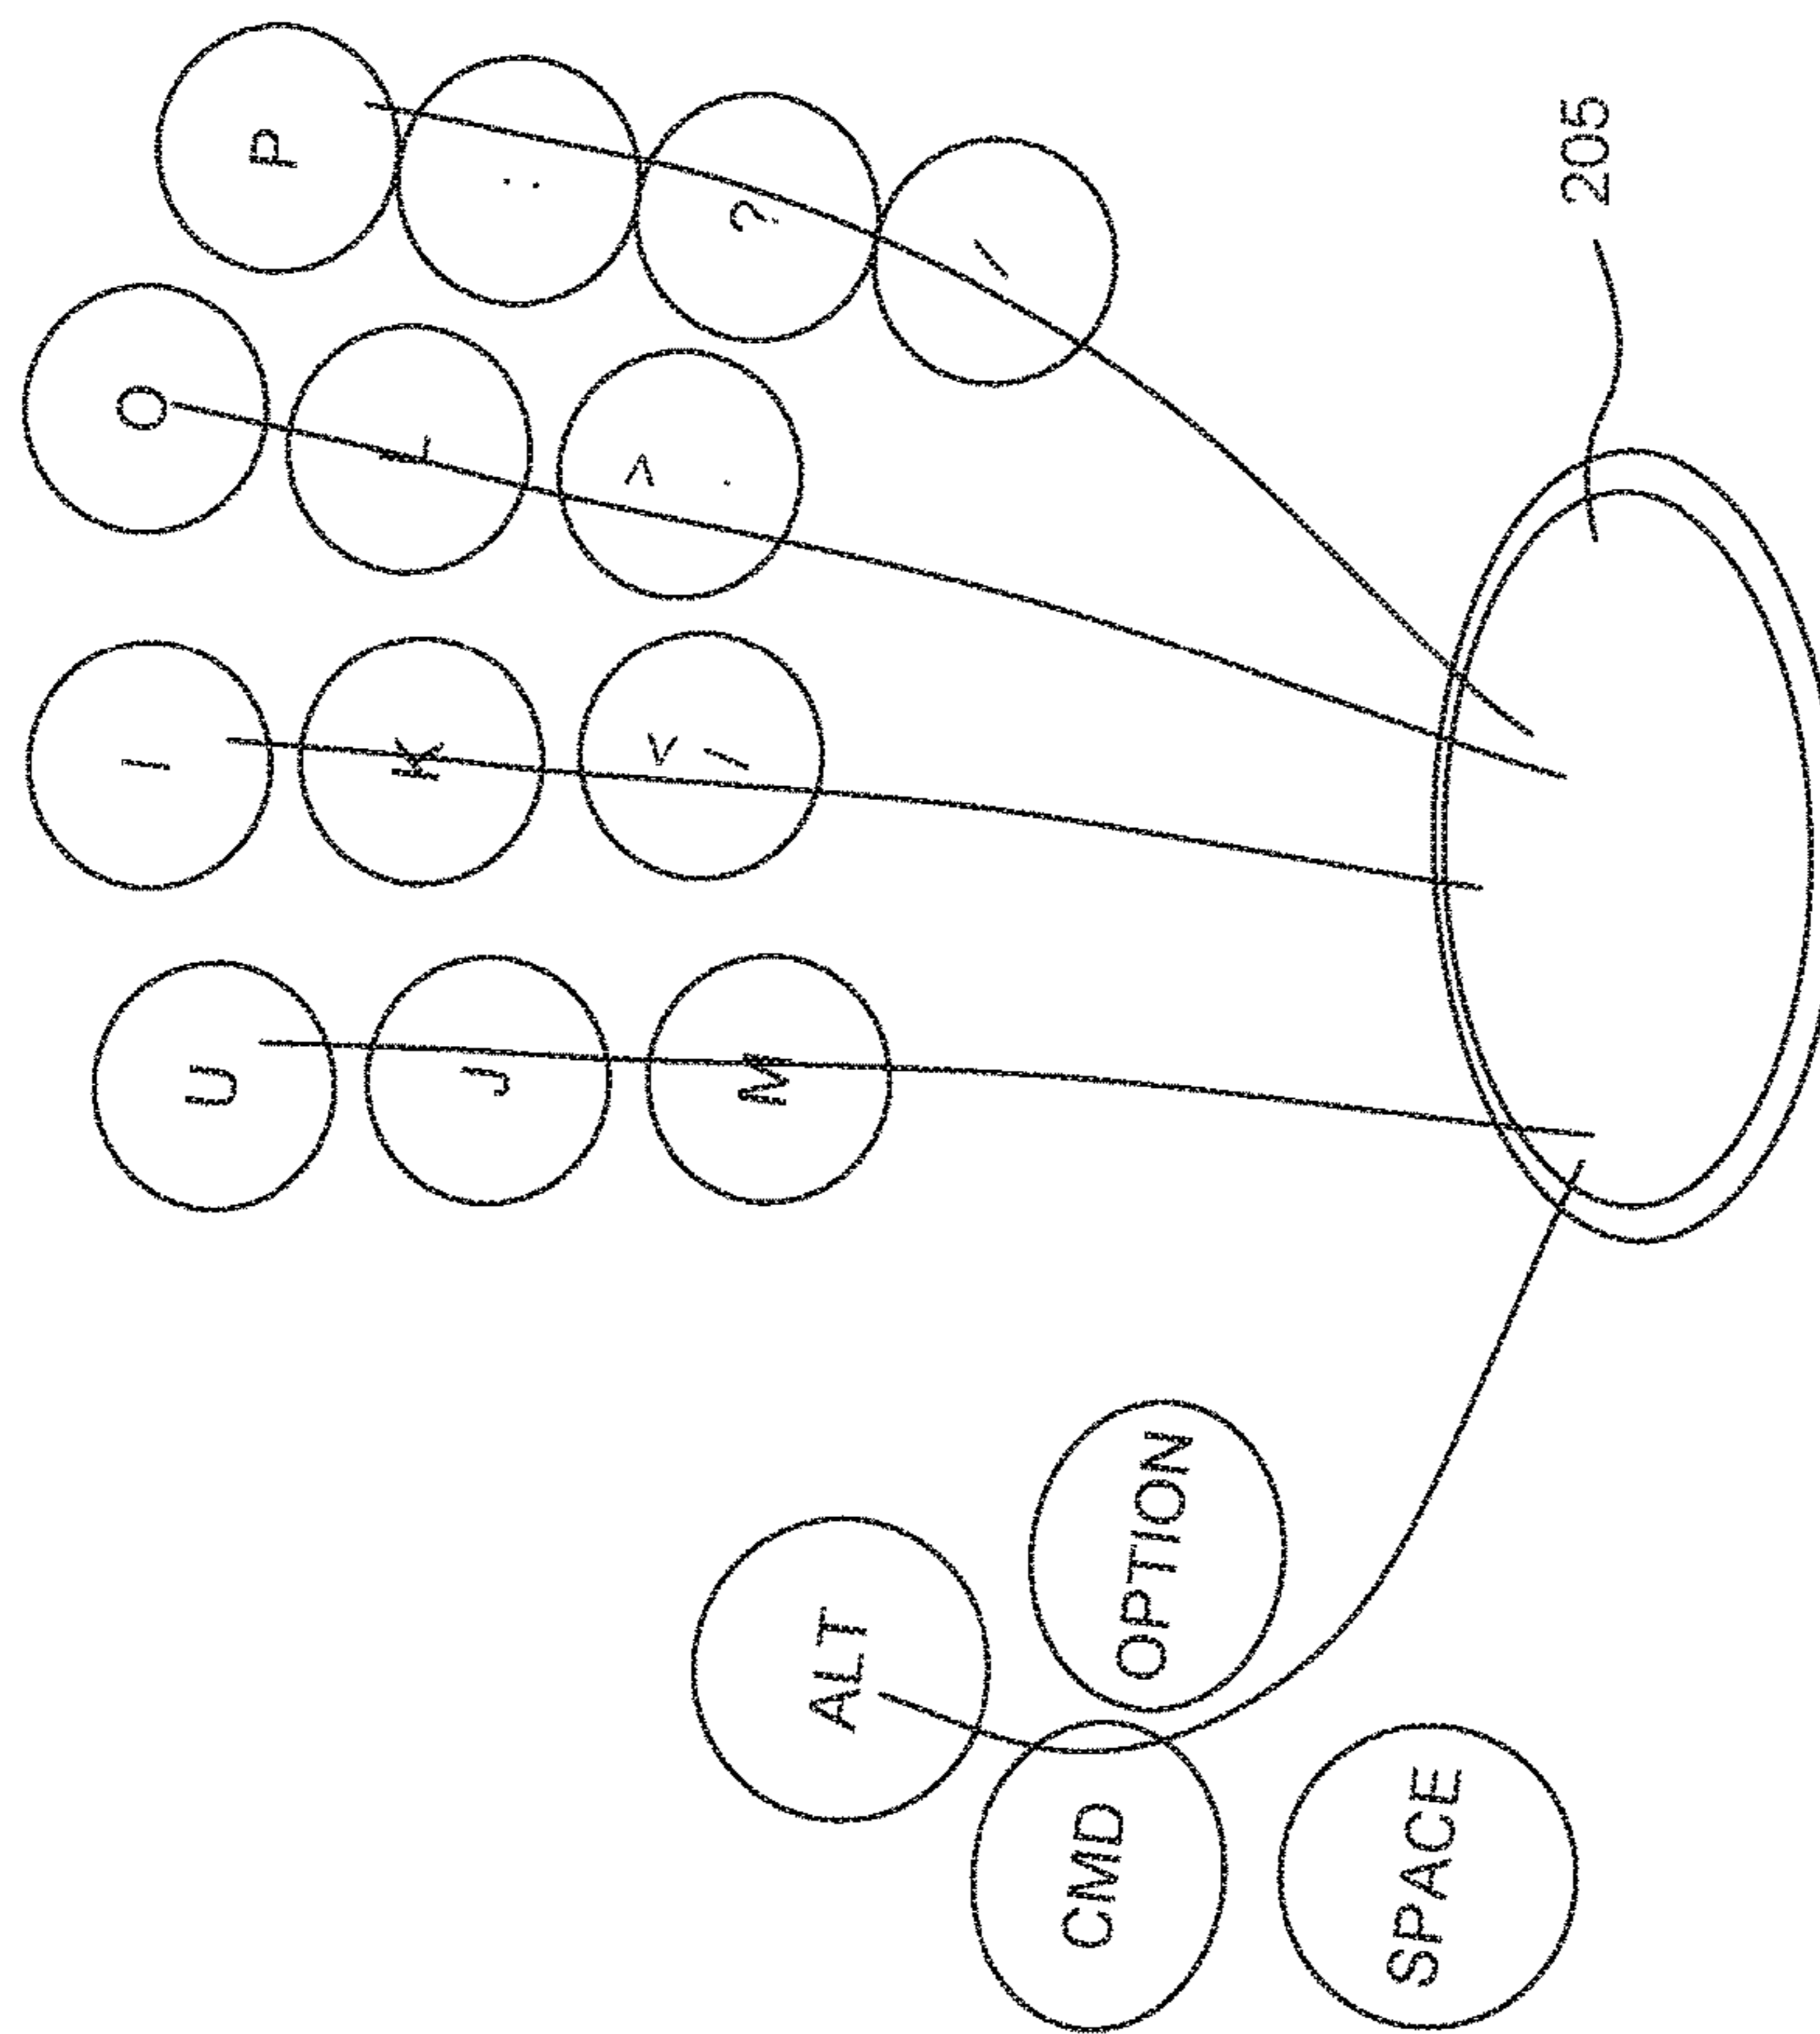 U I O P
J K L :
M < > ?
, . /
ALT
CMD OPTION
SPACE
205